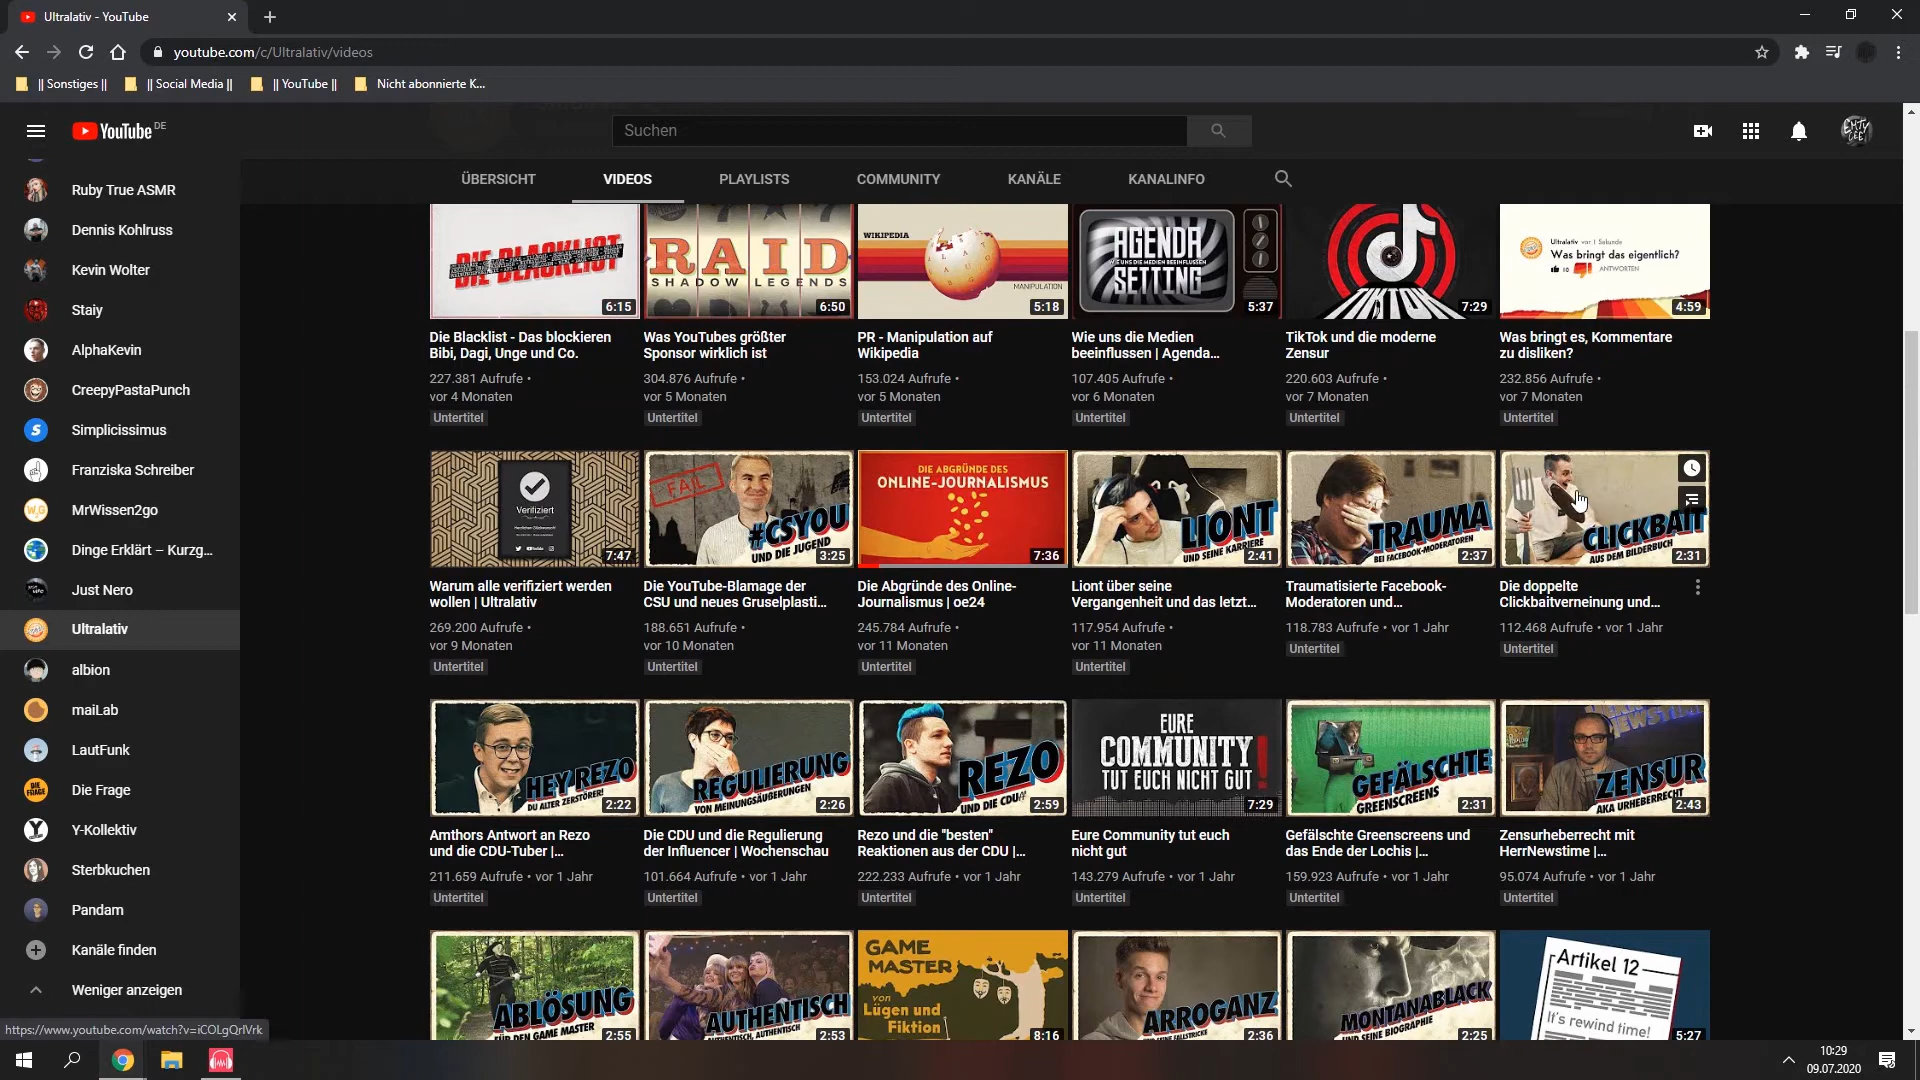 Ultralativ - YouTube
youtube.com/c/Ultralativ/videos
|| Sonstiges ||
|| Social Media ||
|| YouTube ||
Nicht abonnierte K...
YouTube DE
Suchen
ÜBERSICHT
VIDEOS
PLAYLISTS
COMMUNITY
KANÄLE
KANALINFO
Ruby True ASMR
Dennis Kohlruss
Kevin Wolter
Staiy
AlphaKevin
CreepyPastaPunch
Simplicissimus
Franziska Schreiber
MrWissen2go
Dinge Erklärt – Kurzg...
Just Nero
Ultralativ
albion
maiLab
LautFunk
DIE FRAGE
Die Frage
Y-Kollektiv
Sterbkuchen
Pandam
Kanäle finden
Weniger anzeigen
DIE BLACKLIST
6:15
Die Blacklist - Das blockieren
Bibi, Dagi, Unge und Co.
227.381 Aufrufe •
vor 4 Monaten
Untertitel
RAID
SHADOW LEGENDS
6:50
Was YouTubes größter
Sponsor wirklich ist
304.876 Aufrufe •
vor 5 Monaten
Untertitel
WIKIPEDIA
MANIPULATION
5:18
PR - Manipulation auf
Wikipedia
153.024 Aufrufe •
vor 5 Monaten
Untertitel
AGENDA
WIE UNS DIE MEDIEN BEEINFLUSSEN
SETTING
5:37
Wie uns die Medien
beeinflussen | Agenda...
107.405 Aufrufe •
vor 6 Monaten
Untertitel
TIKTOK
7:29
TikTok und die moderne
Zensur
220.603 Aufrufe •
vor 7 Monaten
Untertitel
Ultralativ vor 1 Sekunde
Was bringt das eigentlich?
10 ANTWORTEN
4:59
Was bringt es, Kommentare
zu disliken?
232.856 Aufrufe •
vor 7 Monaten
Untertitel
Verifiziert
7:47
Warum alle verifiziert werden
wollen | Ultralativ
269.200 Aufrufe •
vor 9 Monaten
Untertitel
FAIL
#CSYOU
UND DIE JUGEND
3:25
Die YouTube-Blamage der
CSU und neues Gruselplasti...
188.651 Aufrufe •
vor 10 Monaten
Untertitel
DIE ABGRÜNDE DES
ONLINE-JOURNALISMUS
7:36
Die Abgründe des Online-
Journalismus | oe24
245.784 Aufrufe •
vor 11 Monaten
Untertitel
LIONT
UND SEINE KARRIERE
2:41
Liont über seine
Vergangenheit und das letzt...
117.954 Aufrufe •
vor 11 Monaten
Untertitel
TRAUMA
BEI FACEBOOK-MODERATOREN
2:37
Traumatisierte Facebook-
Moderatoren und...
118.783 Aufrufe • vor 1 Jahr
Untertitel
CLICKBAIT
AUS DEM BILDERBUCH
2:31
Die doppelte
Clickbaitverneinung und...
112.468 Aufrufe • vor 1 Jahr
Untertitel
HEY REZO
DU ALTER ZERSTÖRER!
2:22
Amthors Antwort an Rezo
und die CDU-Tuber |...
211.659 Aufrufe • vor 1 Jahr
Untertitel
REGULIERUNG
VON MEINUNGSÄUßERUNGEN
2:26
Die CDU und die Regulierung
der Influencer | Wochenschau
101.664 Aufrufe • vor 1 Jahr
Untertitel
REZO
UND DIE CDU
2:59
Rezo und die "besten"
Reaktionen aus der CDU |...
222.233 Aufrufe • vor 1 Jahr
Untertitel
EURE
COMMUNITY!
TUT EUCH NICHT GUT
7:29
Eure Community tut euch
nicht gut
143.279 Aufrufe • vor 1 Jahr
Untertitel
GEFÄLSCHTE
GREENSCREENS
2:31
Gefälschte Greenscreens und
das Ende der Lochis |...
159.923 Aufrufe • vor 1 Jahr
Untertitel
ZENSUR
AKA URHEBERRECHT
2:43
Zensurheberrecht mit
HerrNewstime |...
95.074 Aufrufe • vor 1 Jahr
Untertitel
ABLÖSUNG
FÜR DEN GAME MASTER
2:55
AUTHENTISCH
2:53
GAME
MASTER
von
Lügen und
Fiktion
8:16
ARROGANZ
2:36
MONTANABLACK
UND SEINE BIOGRAPHIE
2:25
Artikel 12
It's rewind time!
5:27
https://www.youtube.com/watch?v=iCOLgQrlVrk
10:29
09.07.2020